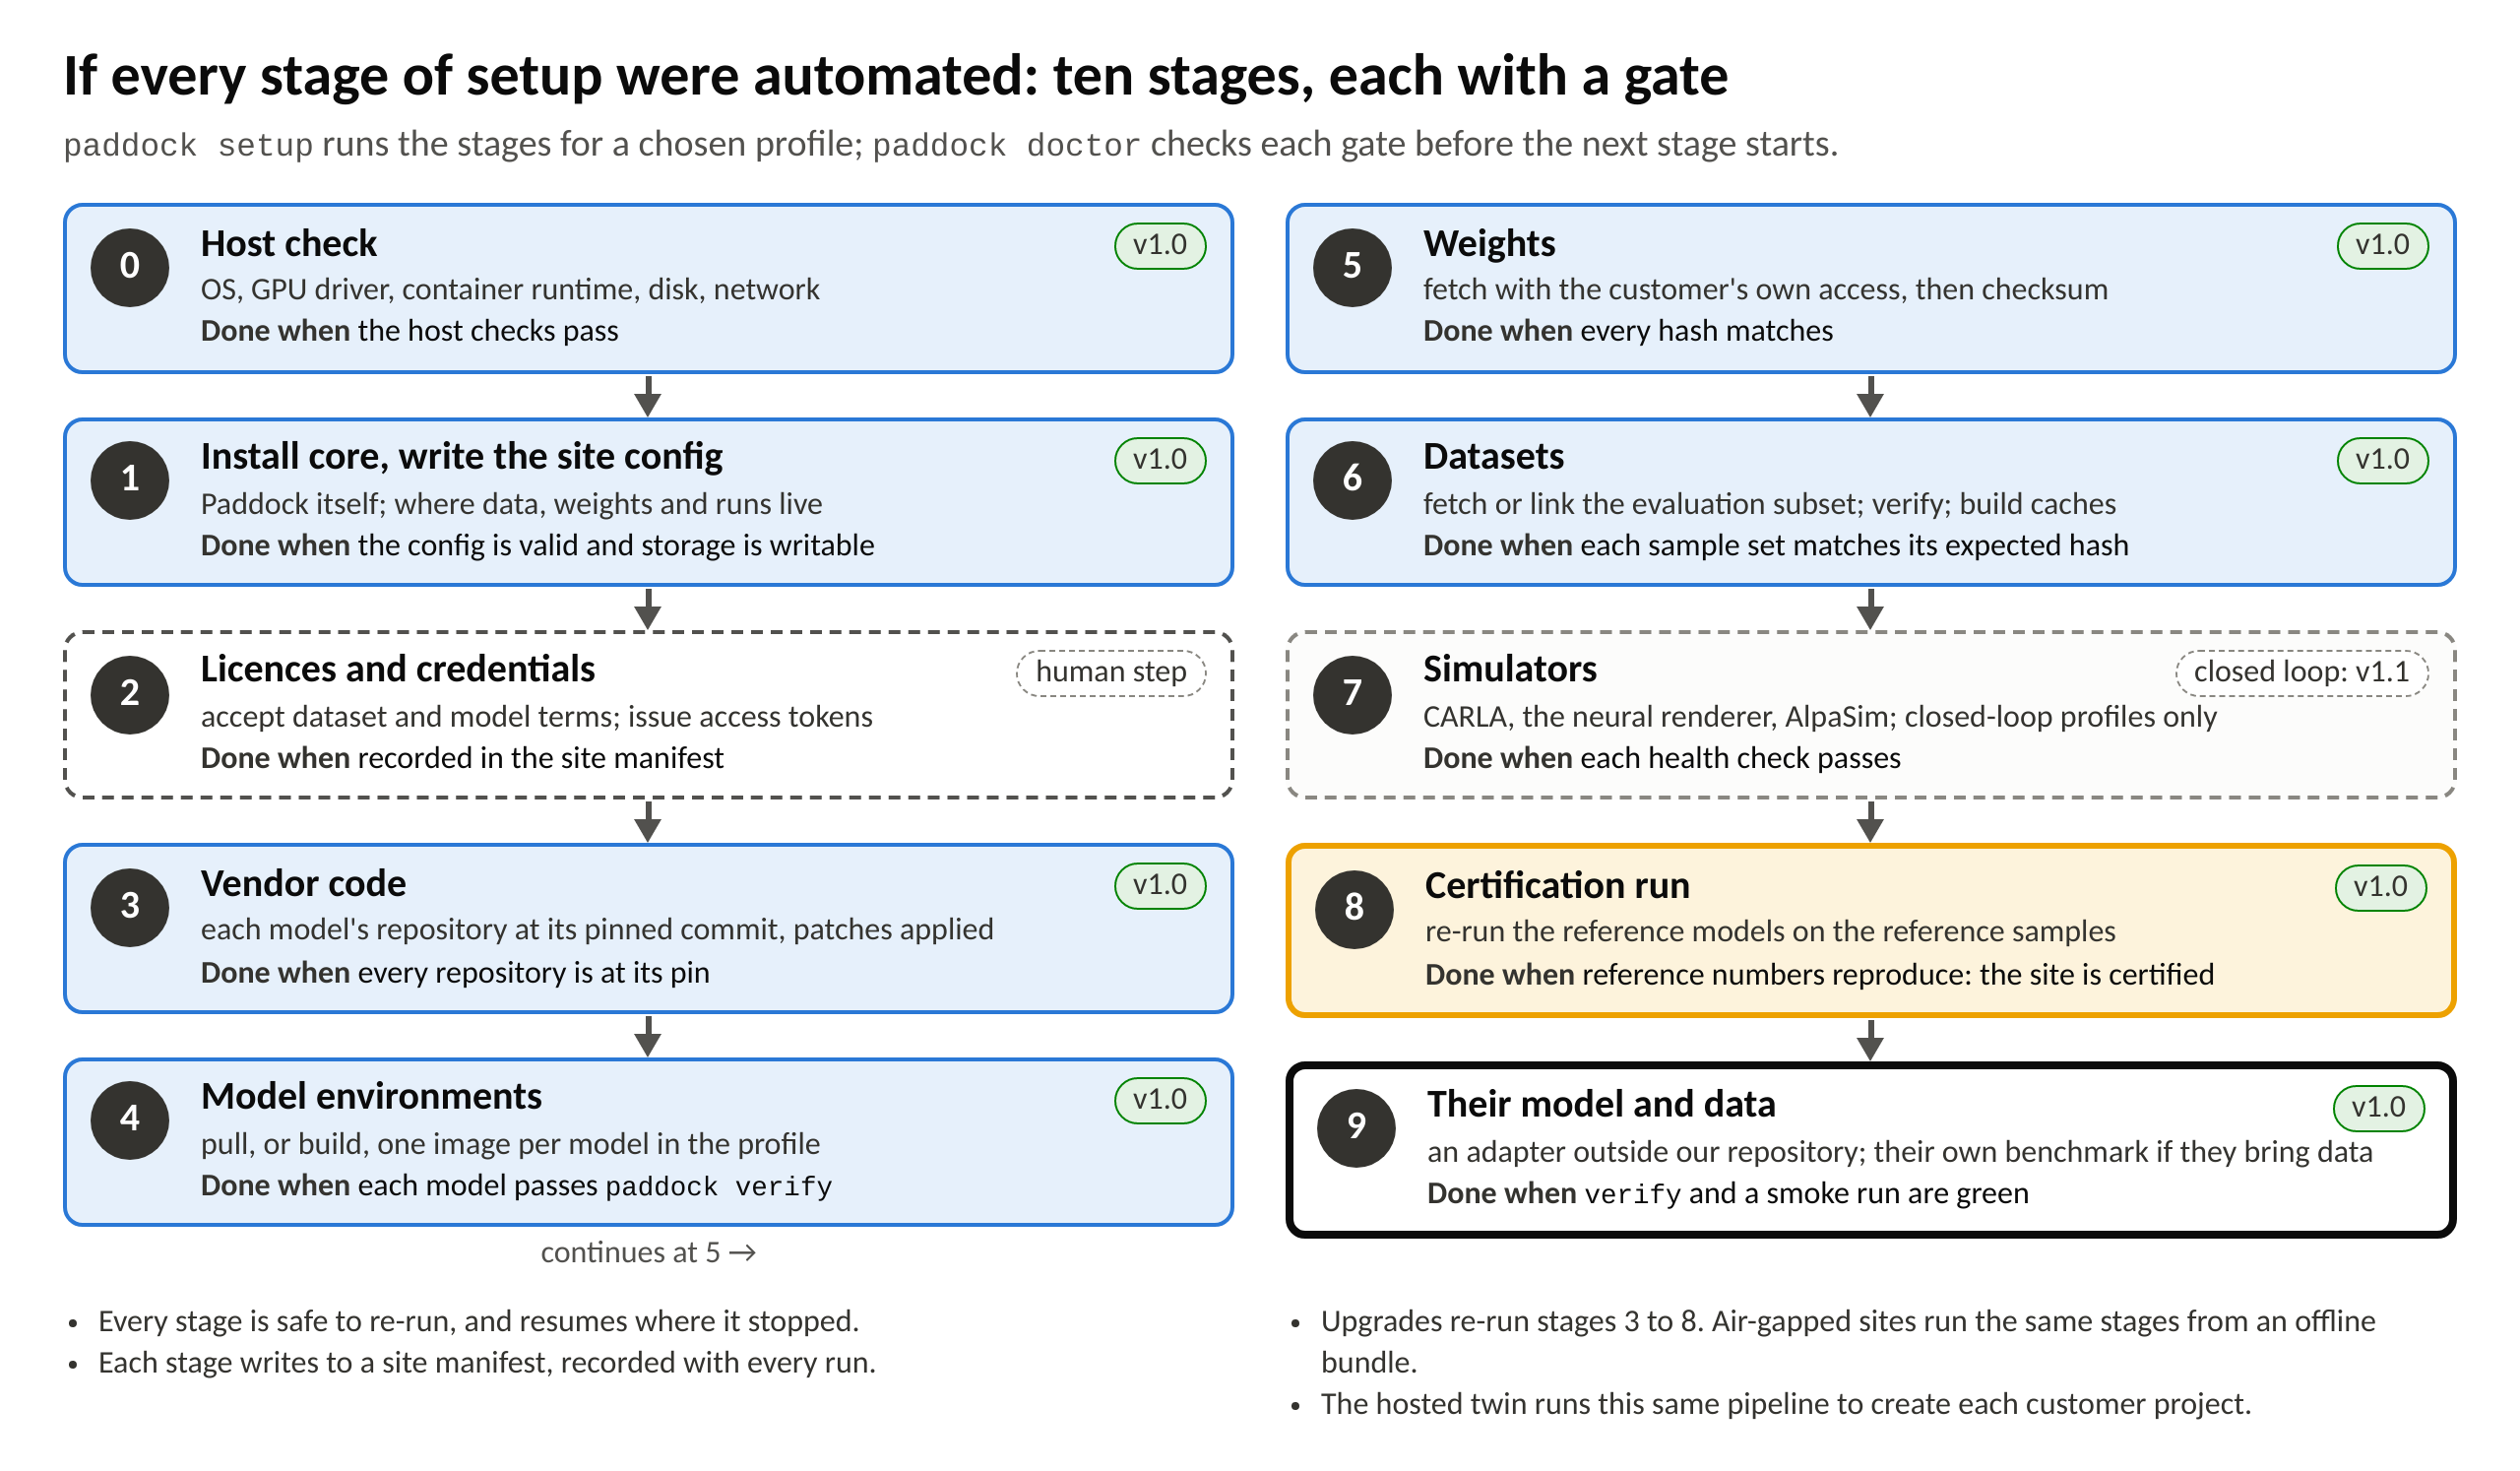 If every stage of setup were automated: ten stages, each with a gate
paddock setup runs the stages for a chosen profile; paddock doctor checks each gate before the next stage starts.
0
Host check
v1.0
OS, GPU driver, container runtime, disk, network
Done when the host checks pass
1
Install core, write the site config
v1.0
Paddock itself; where data, weights and runs live
Done when the config is valid and storage is writable
2
Licences and credentials
human step
accept dataset and model terms; issue access tokens
Done when recorded in the site manifest
3
Vendor code
v1.0
each model's repository at its pinned commit, patches applied
Done when every repository is at its pin
4
Model environments
v1.0
pull, or build, one image per model in the profile
Done when each model passes paddock verify
continues at 5 →
5
Weights
v1.0
fetch with the customer's own access, then checksum
Done when every hash matches
6
Datasets
v1.0
fetch or link the evaluation subset; verify; build caches
Done when each sample set matches its expected hash
7
Simulators
closed loop: v1.1
CARLA, the neural renderer, AlpaSim; closed-loop profiles only
Done when each health check passes
8
Certification run
v1.0
re-run the reference models on the reference samples
Done when reference numbers reproduce: the site is certified
9
Their model and data
v1.0
an adapter outside our repository; their own benchmark if they bring data
Done when verify and a smoke run are green
• Every stage is safe to re-run, and resumes where it stopped.
• Each stage writes to a site manifest, recorded with every run.
• Upgrades re-run stages 3 to 8. Air-gapped sites run the same stages from an offline
bundle.
• The hosted twin runs this same pipeline to create each customer project.